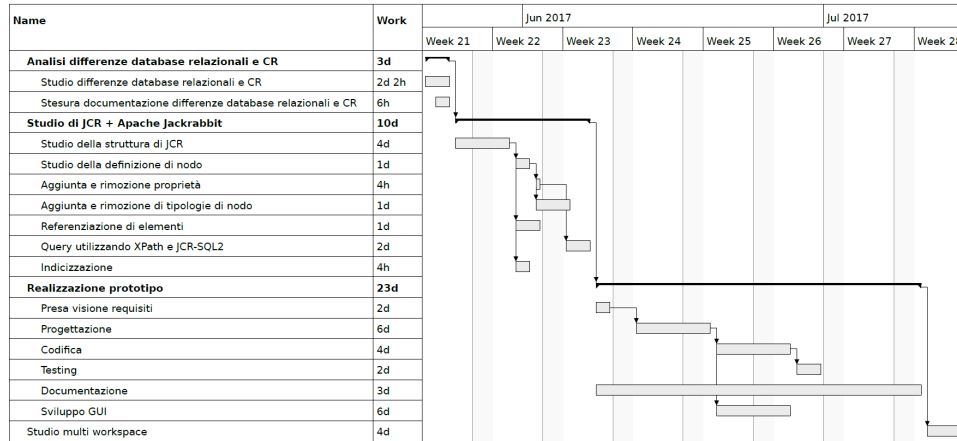 Name Work Jun 2017 Jul 2017
Week 21 Week 22 Week 23 Week 24 Week 25 Week 26 Week 27 Week 28
Analisi differenze database relazionali e CR 3d
Studio differenze database relazionali e CR 2d 2h
Stesura documentazione differenze database relazionali e CR 6h
Studio di JCR + Apache Jackrabbit 10d
Studio della struttura di JCR 4d
Studio della definizione di nodo 1d
Aggiunta e rimozione proprietà 4h
Aggiunta e rimozione di tipologie di nodo 1d
Referenziazione di elementi 1d
Query utilizzando XPath e JCR-SQL2 2d
Indicizzazione 4h
Realizzazione prototipo 23d
Presa visione requisiti 2d
Progettazione 6d
Codifica 4d
Testing 2d
Documentazione 3d
Sviluppo GUI 6d
Studio multi workspace 4d